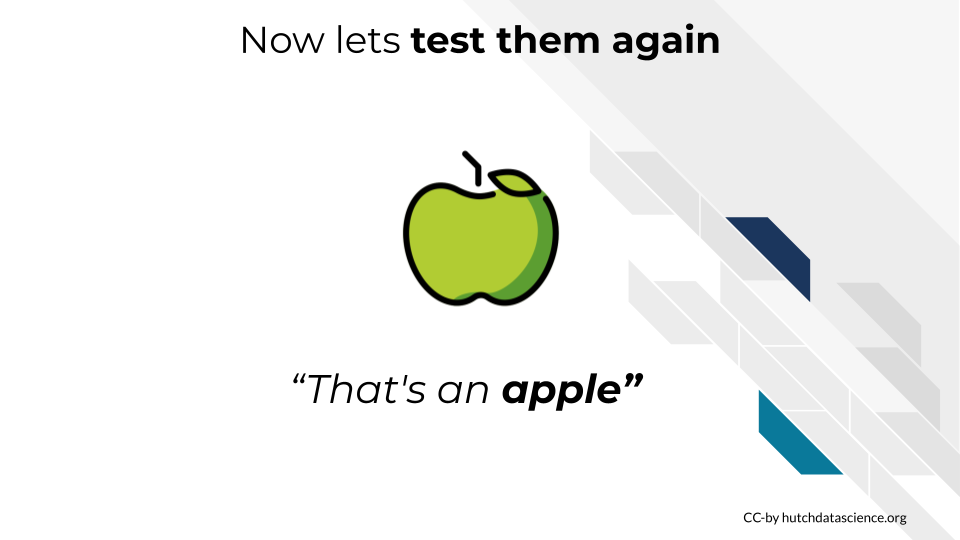 Now lets test them again
“That's an apple”
CC-by hutchdatascience.org